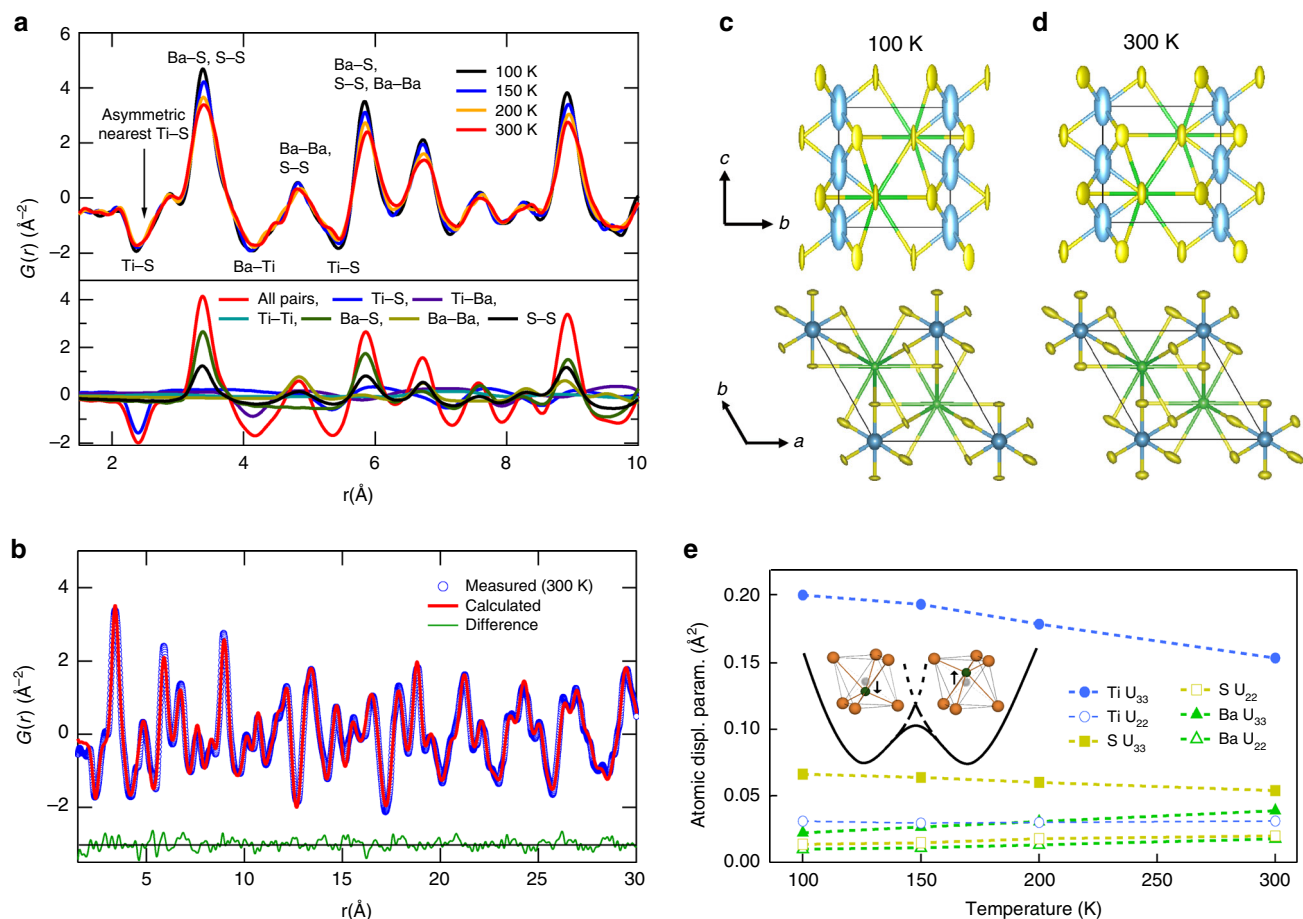 a
6
4
2
0
−2
4
2
0
−2
G(r) (Å⁻²)
Ba–S, S–S
Asymmetric
nearest Ti–S
Ba–Ba,
S–S
Ba–S,
S–S, Ba–Ba
100 K
150 K
200 K
300 K
Ti–S
Ba–Ti
Ti–S
All pairs, Ti–S, Ti–Ba,
Ti–Ti, Ba–S, Ba–Ba, S–S
2 4 6 8 10
r(Å)
b
4
2
0
−2
G(r) (Å⁻²)
Measured (300 K)
Calculated
Difference
5 10 15 20 25 30
r(Å)
c
100 K
c
b
b
a
d
300 K
e
0.20
0.15
0.10
0.05
0.00
Atomic displ. param. (Å²)
Ti U₃₃
Ti U₂₂
S U₃₃
S U₂₂
Ba U₃₃
Ba U₂₂
100 150 200 250 300
Temperature (K)